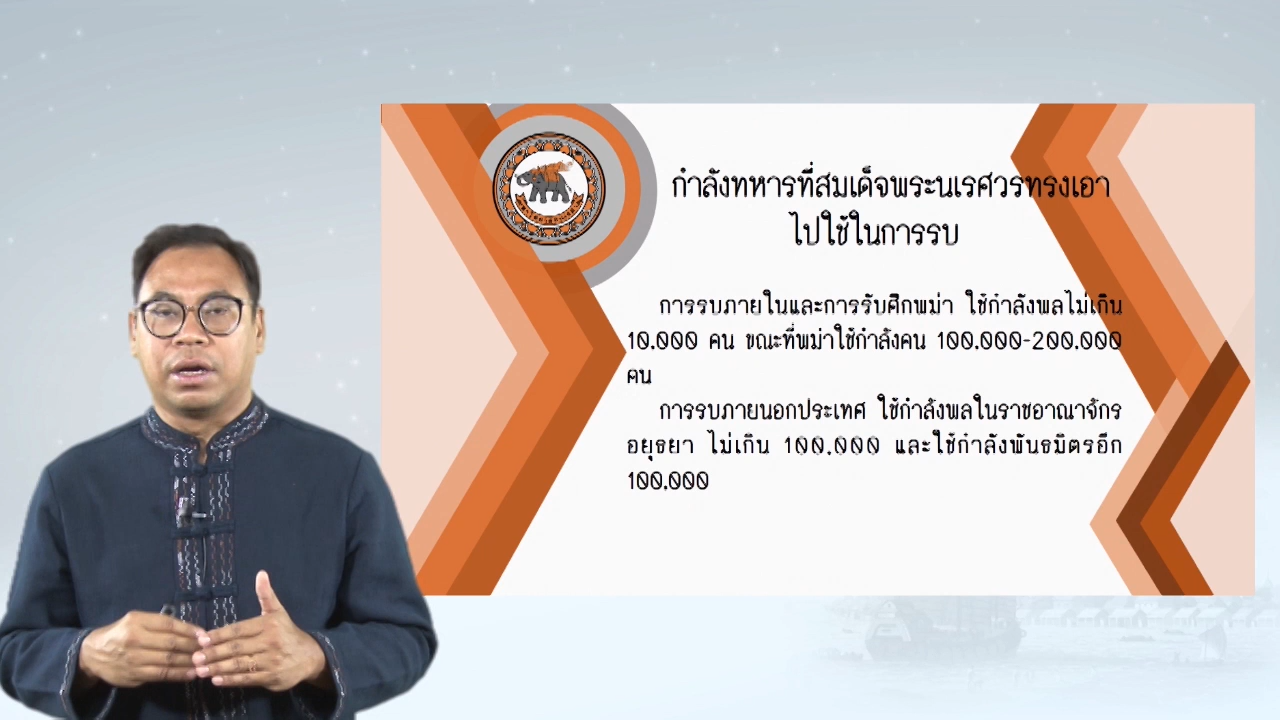 กำลังทหารที่สมเด็จพระนเรศวรทรงเอา
ไปใช้ในการรบ
การรบภายในและการรับศึกพม่า ใช้กำลังพลไม่เกิน
10,000 คน ขณะที่พม่าใช้กำลังคน 100,000-200,000
คน
การรบภายนอกประเทศ ใช้กำลังพลในราชอาณาจักร
อยุธยา ไม่เกิน 100,000 และใช้กำลังพันธมิตรอีก
100,000